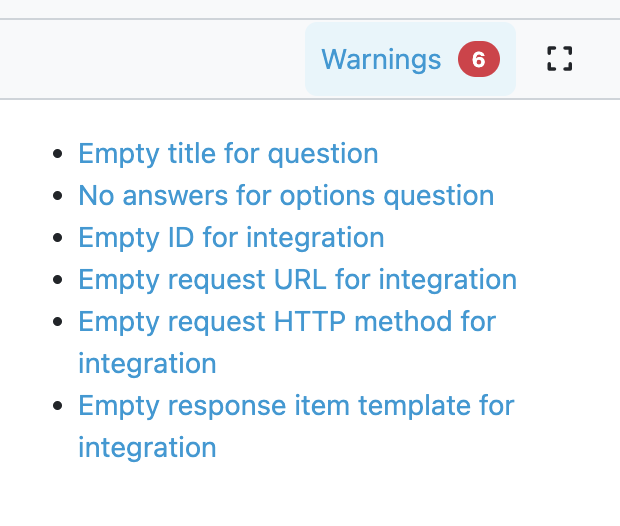 Warnings 6
Empty title for question
No answers for options question
Empty ID for integration
Empty request URL for integration
Empty request HTTP method for
integration
Empty response item template for
integration